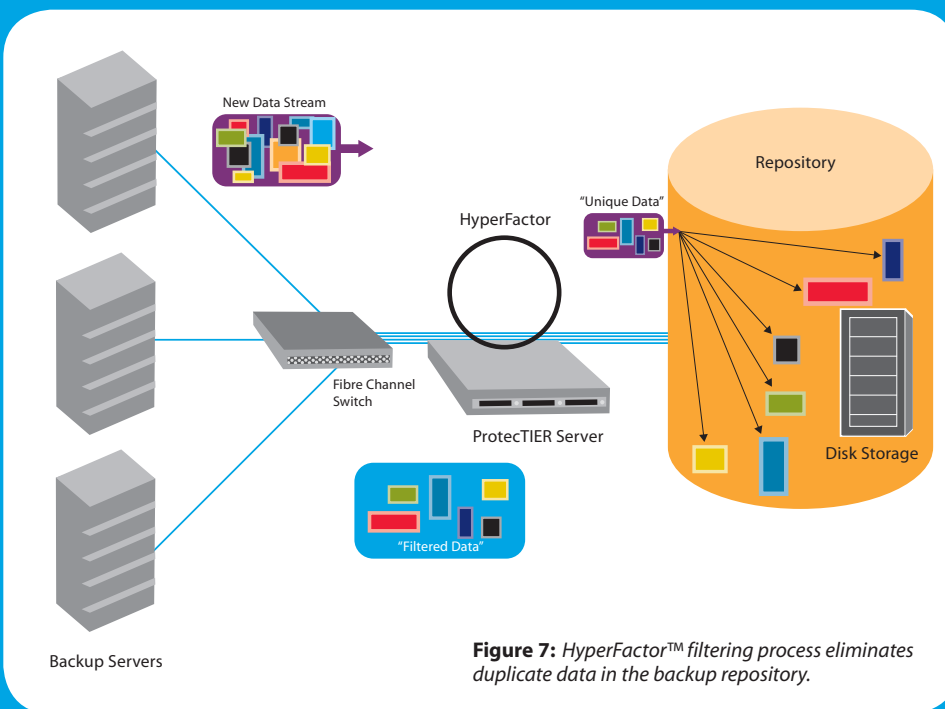 New Data Stream
Repository
"Unique Data"
HyperFactor
Fibre Channel
Switch
ProtecTIER Server
Disk Storage
"Filtered Data"
Backup Servers
Figure 7: HyperFactor™ filtering process eliminates
duplicate data in the backup repository.